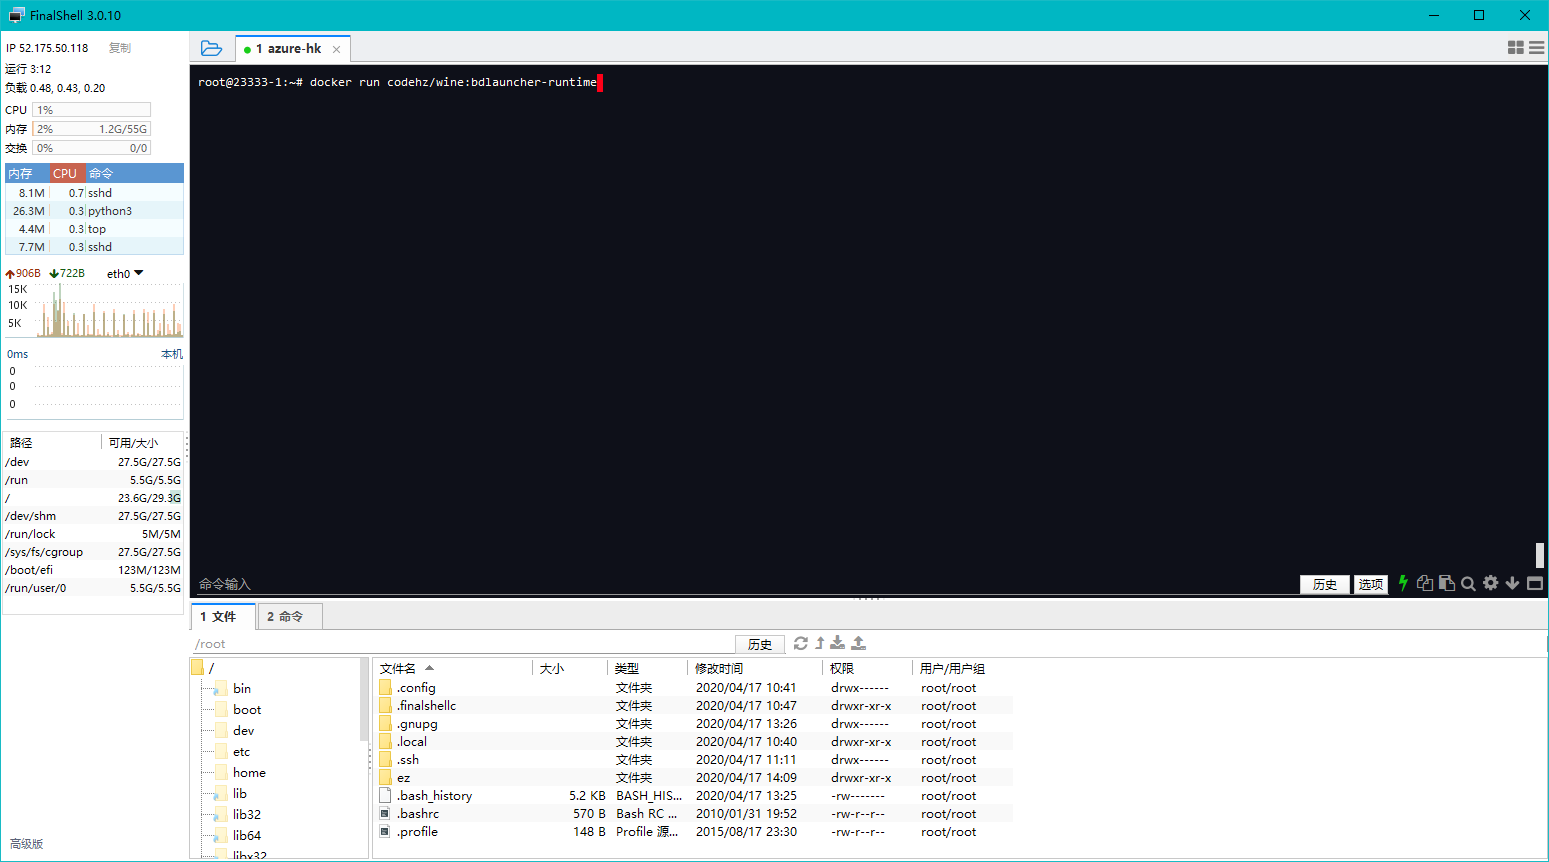 FinalShell 3.0.10
IP 52.175.50.118 复制
运行 3:12
负载 0.48, 0.43, 0.20
CPU 1%
内存 2% 1.2G/55G
交换 0% 0/0
内存 CPU 命令
8.1M 0.7 sshd
26.3M 0.3 python3
4.4M 0.3 top
7.7M 0.3 sshd
906B 722B eth0
15K
10K
5K
0ms 本机
0
0
0
路径 可用/大小
/dev 27.5G/27.5G
/run 5.5G/5.5G
/ 23.6G/29.3G
/dev/shm 27.5G/27.5G
/run/lock 5M/5M
/sys/fs/cgroup 27.5G/27.5G
/boot/efi 123M/123M
/run/user/0 5.5G/5.5G
高级版
1 azure-hk
root@23333-1:~# docker run codehz/wine:bdlauncher-runtime
命令输入 历史 选项
1 文件 2 命令
/root 历史
/
bin
boot
dev
etc
home
lib
lib32
lib64
libx32
文件名 大小 类型 修改时间 权限 用户/用户组
.config 文件夹 2020/04/17 10:41 drwx------ root/root
.finalshellc 文件夹 2020/04/17 10:47 drwxr-xr-x root/root
.gnupg 文件夹 2020/04/17 13:26 drwx------ root/root
.local 文件夹 2020/04/17 10:40 drwxr-xr-x root/root
.ssh 文件夹 2020/04/17 11:11 drwx------ root/root
ez 文件夹 2020/04/17 14:09 drwxr-xr-x root/root
.bash_history 5.2 KB BASH_HIS... 2020/04/17 13:25 -rw------- root/root
.bashrc 570 B Bash RC ... 2010/01/31 19:52 -rw-r--r-- root/root
.profile 148 B Profile 源... 2015/08/17 23:30 -rw-r--r-- root/root